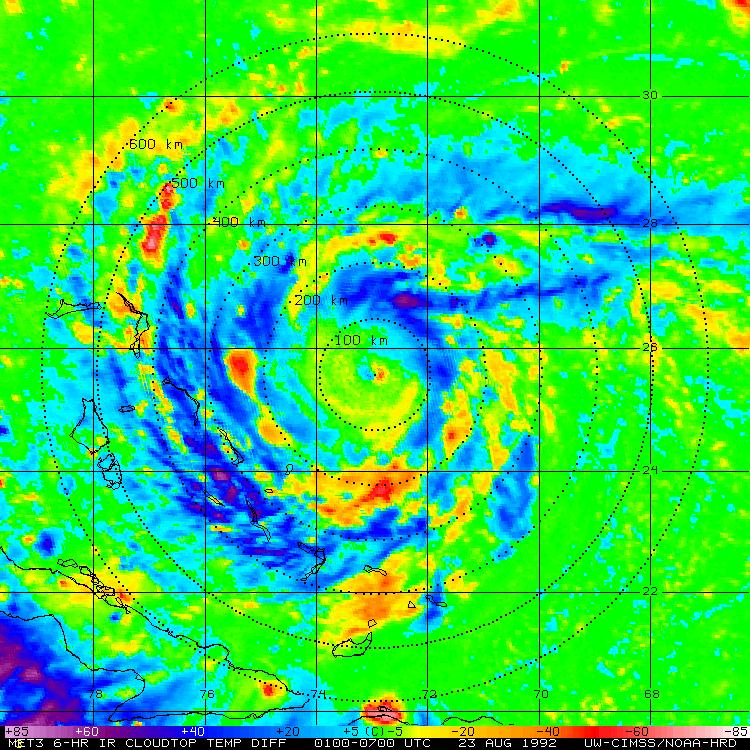 30
600 km
500 km
400 km
28
300 km
200 km
100 km
26
24
22
78
76
74
72
70
68
+85 +60 +40 +20 +5 (C) -5 -20 -40 -60 -85
MET3 6-HR IR CLOUDTOP TEMP DIFF 0100-0700 UTC 23 AUG 1992 UW-CIMSS/NOAA-HRD